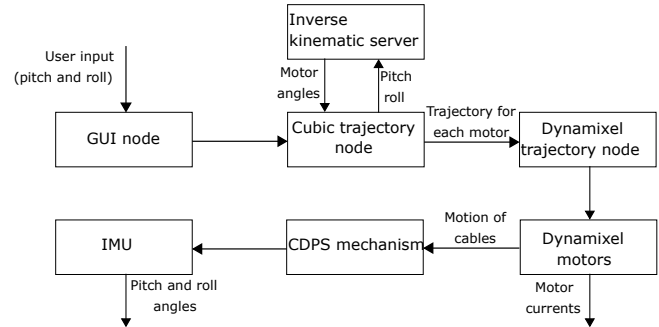 Inverse
kinematic server
User input
(pitch and roll)
Motor
angles
Pitch
roll
GUI node
Cubic trajectory
node
Trajectory for
each motor
Dynamixel
trajectory node
IMU
CDPS mechanism
Motion of
cables
Dynamixel
motors
Pitch and roll
angles
Motor
currents